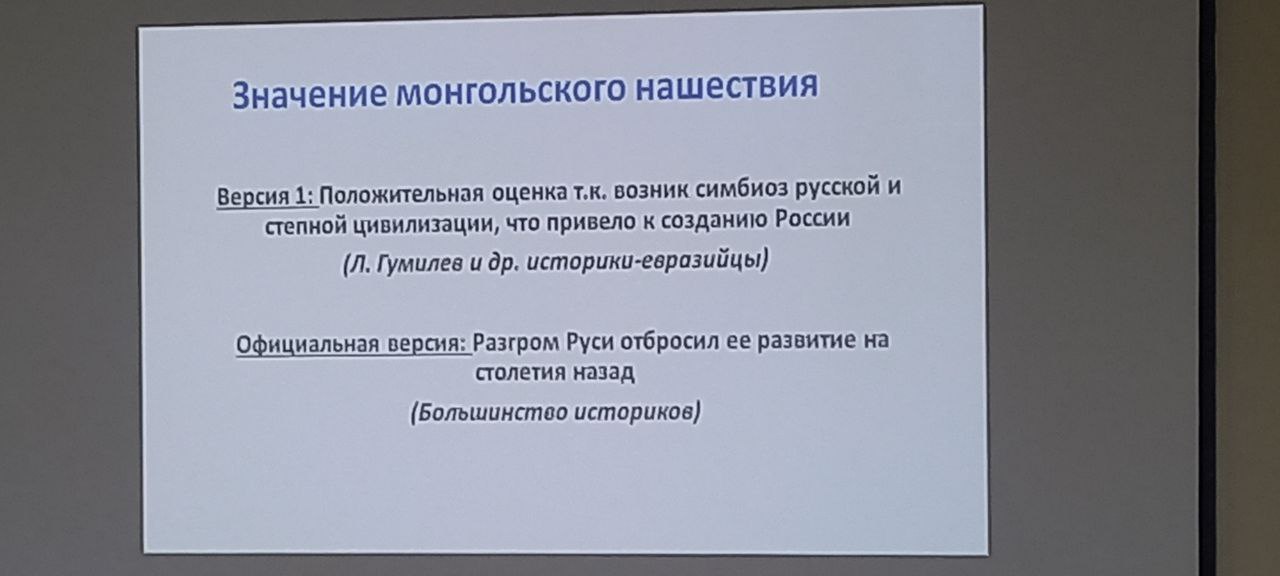 Значение монгольского нашествия
Версия 1: Положительная оценка т.к. возник симбиоз русской и
степной цивилизации, что привело к созданию России
(Л. Гумилев и др. историки-евразийцы)
Официальная версия: Разгром Руси отбросил ее развитие на
столетия назад
(Большинство историков)